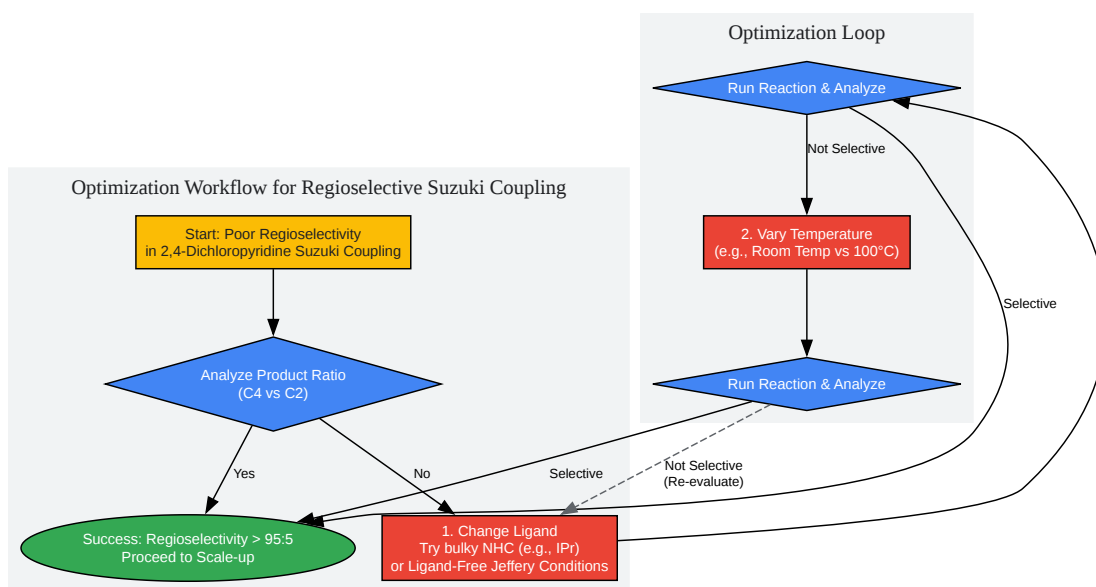 Optimization Loop
Run Reaction & Analyze
Not Selective
2. Vary Temperature
(e.g., Room Temp vs 100°C)
Selective
Run Reaction & Analyze
Optimization Workflow for Regioselective Suzuki Coupling
Start: Poor Regioselectivity
in 2,4-Dichloropyridine Suzuki Coupling
Analyze Product Ratio
(C4 vs C2)
Yes
No
Selective
Not Selective
(Re-evaluate)
Success: Regioselectivity > 95:5
Proceed to Scale-up
1. Change Ligand
Try bulky NHC (e.g., IPr)
or Ligand-Free Jeffery Conditions